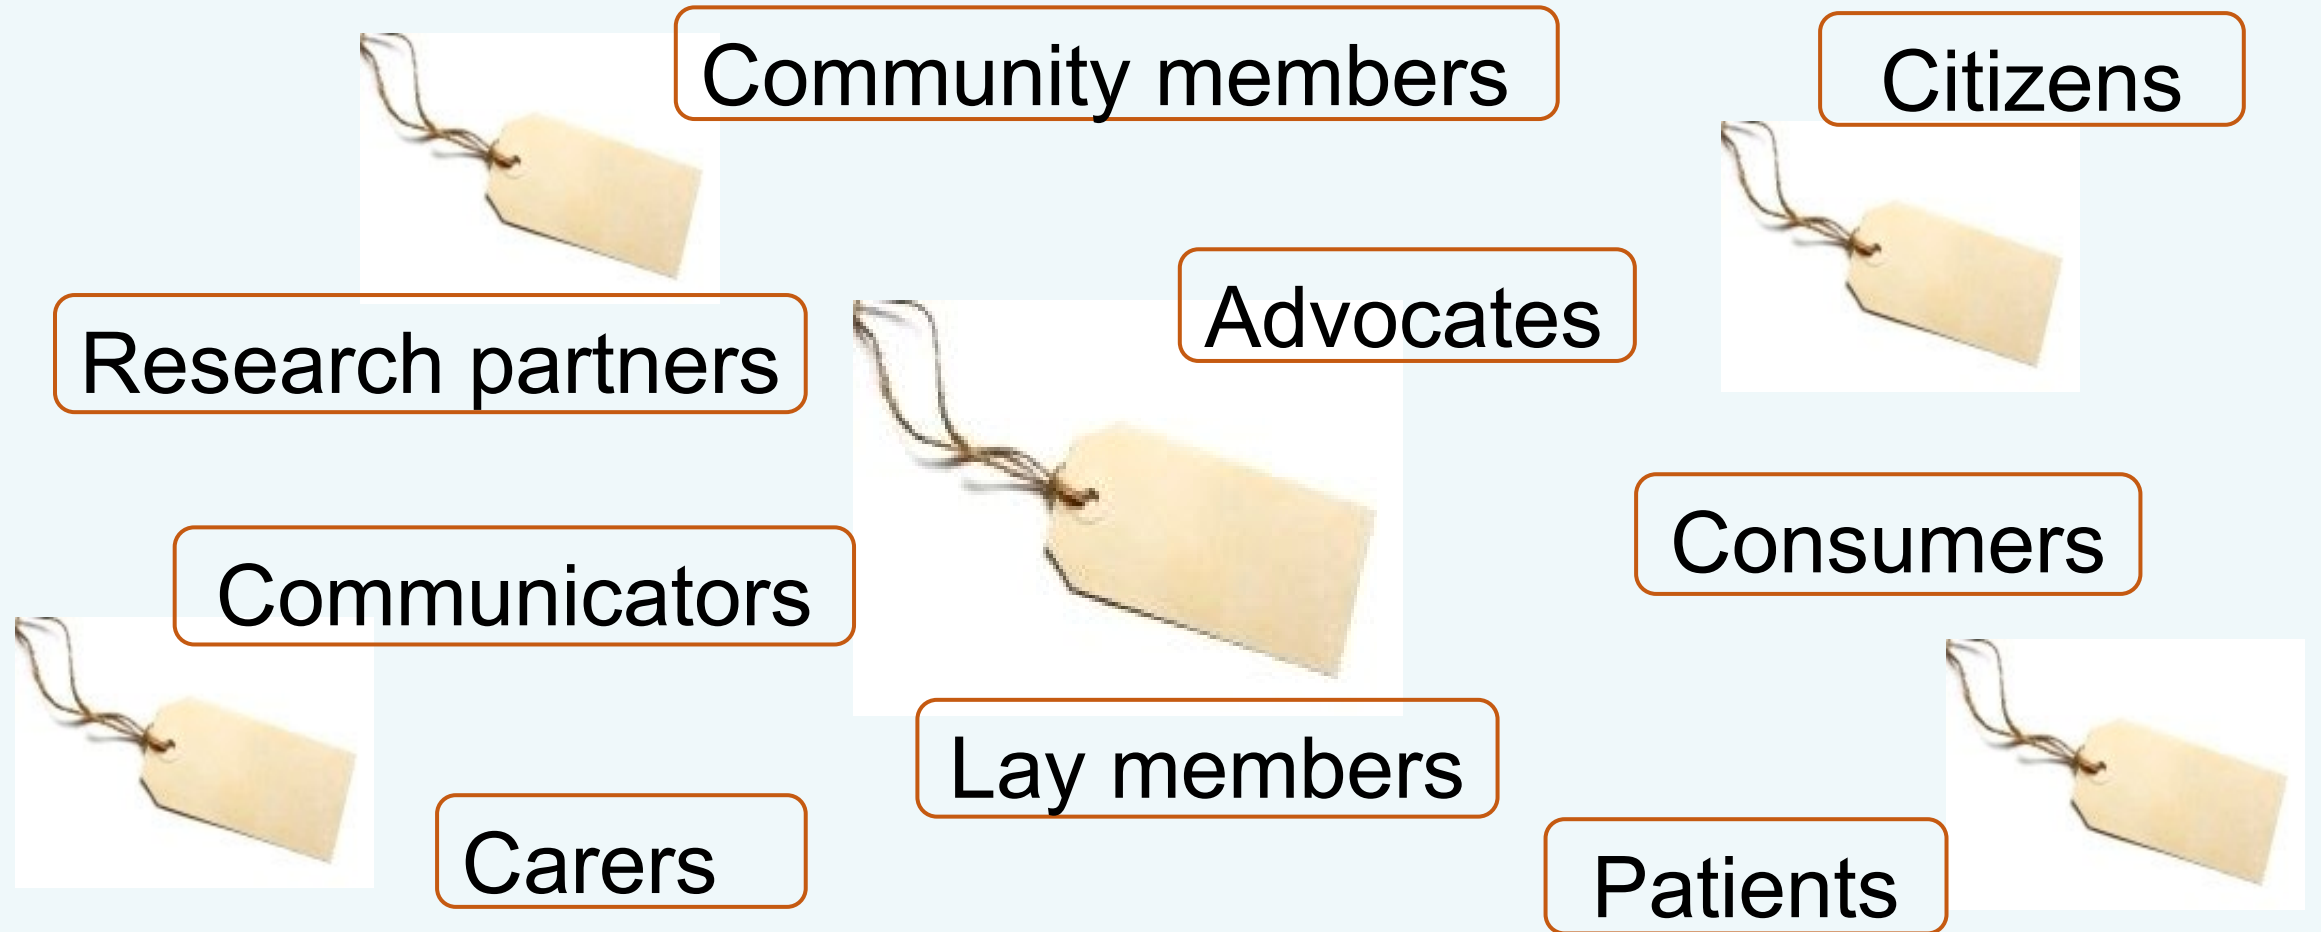 Community members
Citizens
Advocates
Research partners
Consumers
Communicators
Lay members
Carers
Patients